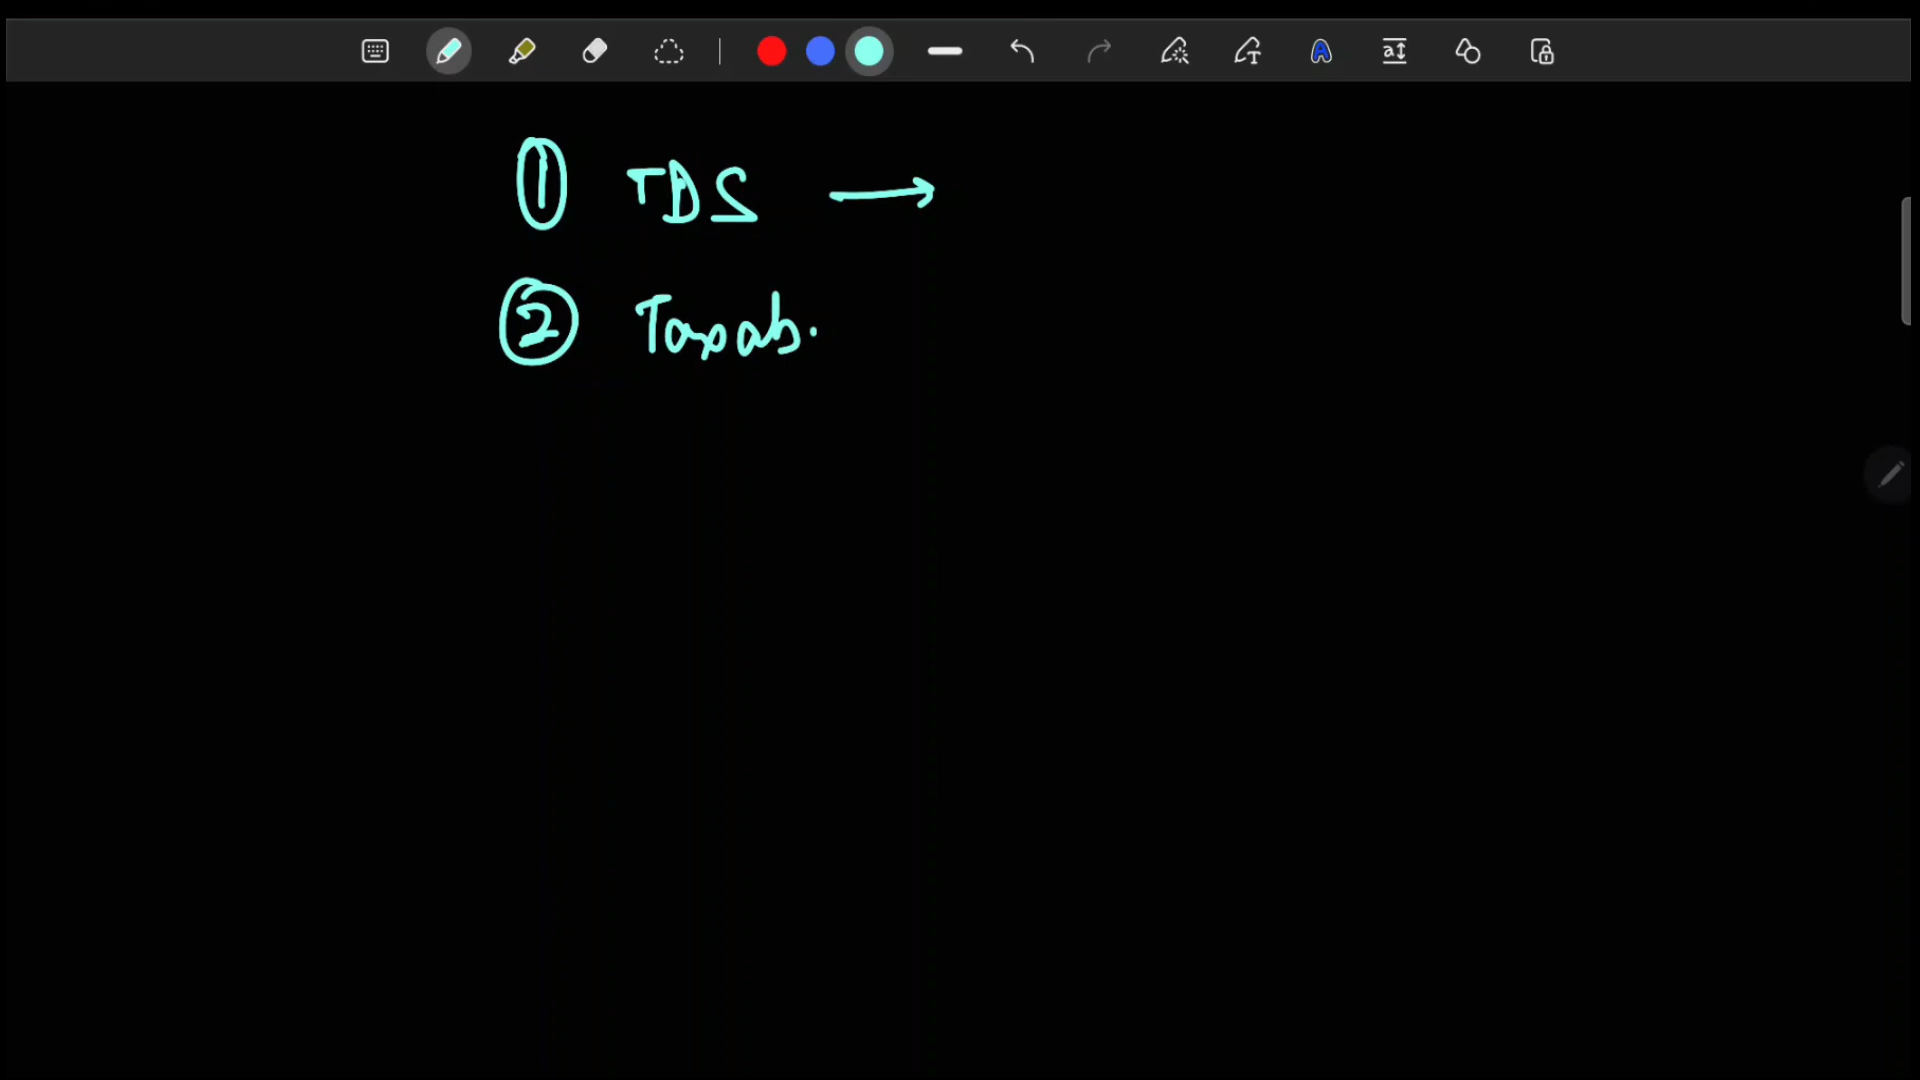 ① TDS →
② Taxab.